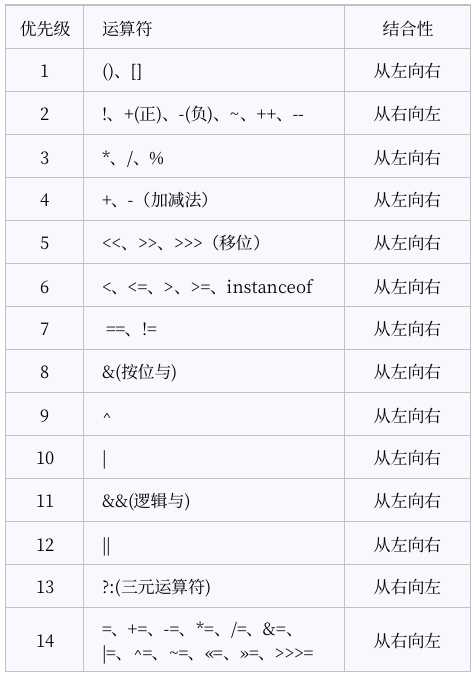 优先级 运算符 结合性
1 ()、[] 从左向右
2 !、+(正)、-(负)、~、++、-- 从右向左
3 *、/、% 从左向右
4 +、-（加减法） 从左向右
5 <<、>>、>>>（移位） 从左向右
6 <、<=、>、>=、instanceof 从左向右
7 ==、!= 从左向右
8 &(按位与) 从左向右
9 ^ 从左向右
10 | 从左向右
11 &&(逻辑与) 从左向右
12 || 从左向右
13 ?:(三元运算符) 从右向左
14 =、+=、-=、*=、/=、&=、 从右向左
|=、^=、~=、«=、»=、>>>=